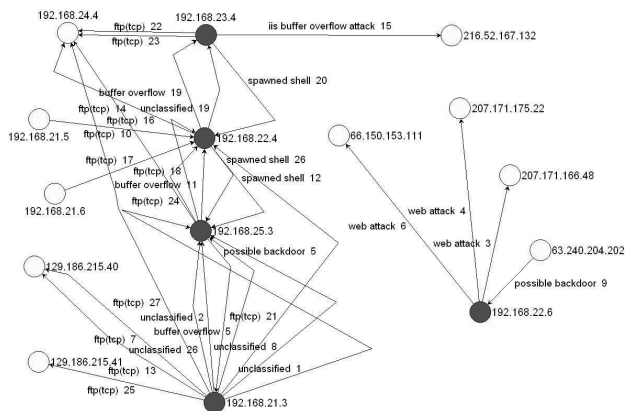 192.168.24.4
ftp(tcp) 22
192.168.23.4
ftp(tcp) 23
iis buffer overflow attack 15
216.52.167.132
spawned shell 20
buffer overflow 19
unclassified 19
ftp(tcp) 14
ftp(tcp) 16
192.168.21.5
ftp(tcp) 10
192.168.22.4
ftp(tcp) 17
ftp(tcp) 18
spawned shell 26
buffer overflow 11
spawned shell 12
192.168.21.6
ftp(tcp) 24
192.168.25.3
possible backdoor 5
129.186.215.40
ftp(tcp) 27
unclassified 2
ftp(tcp) 21
buffer overflow 5
ftp(tcp) 7
unclassified 8
unclassified 26
129.186.215.41
ftp(tcp) 13
unclassified 1
ftp(tcp) 25
192.168.21.3
207.171.175.22
66.150.153.111
207.171.166.48
web attack 4
web attack 6
web attack 3
63.240.204.202
possible backdoor 9
192.168.22.6